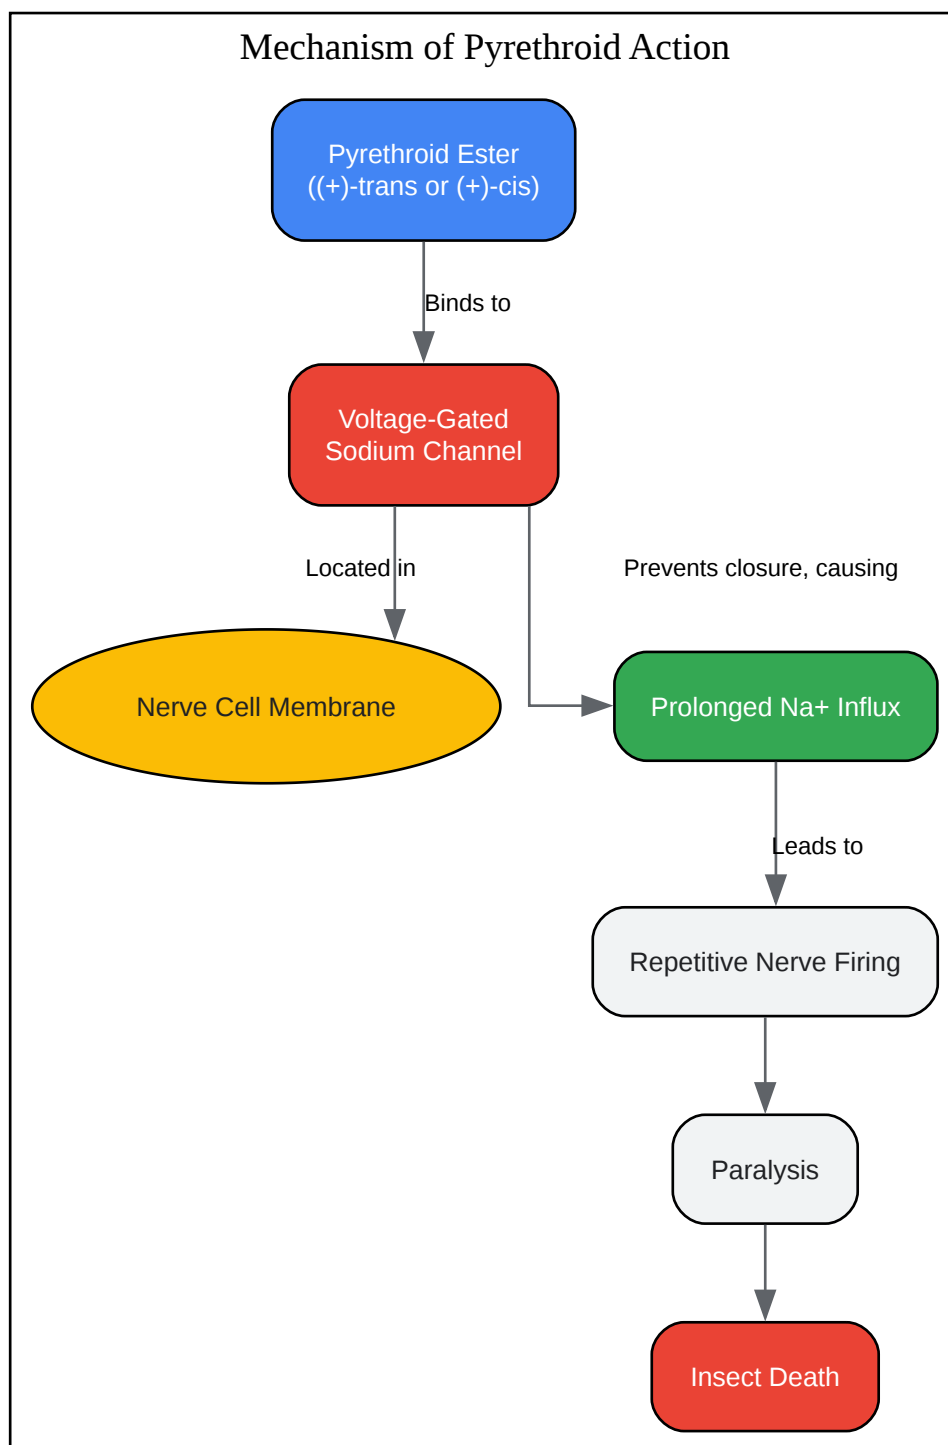 Mechanism of Pyrethroid Action
Pyrethroid Ester
((+)-trans or (+)-cis)
Binds to
Voltage-Gated
Sodium Channel
Located in
Prevents closure, causing
Nerve Cell Membrane
Prolonged Na+ Influx
Leads to
Repetitive Nerve Firing
Paralysis
Insect Death